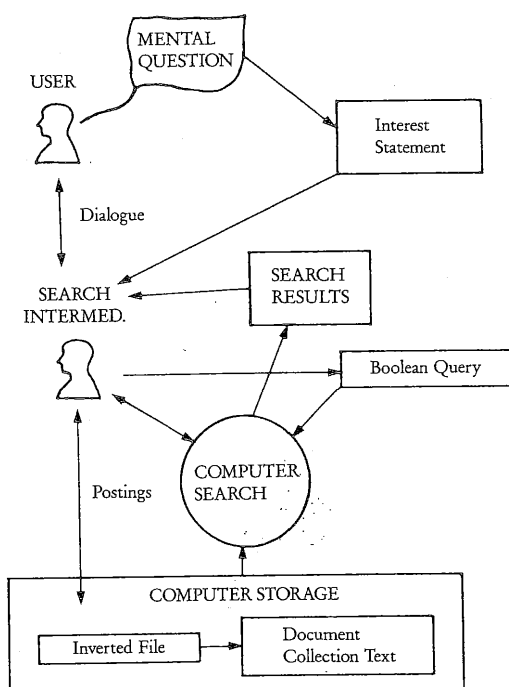 MENTAL
QUESTION
USER
Interest
Statement
Dialogue
SEARCH
RESULTS
SEARCH
INTERMED.
Boolean Query
COMPUTER
SEARCH
Postings
COMPUTER STORAGE
Inverted File
Document
Collection Text